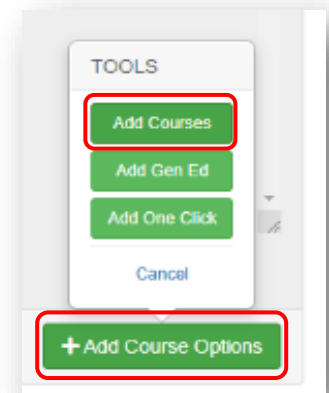 TOOLS
Add Courses
Add Gen Ed
Add One Click
Cancel
+ Add Course Options